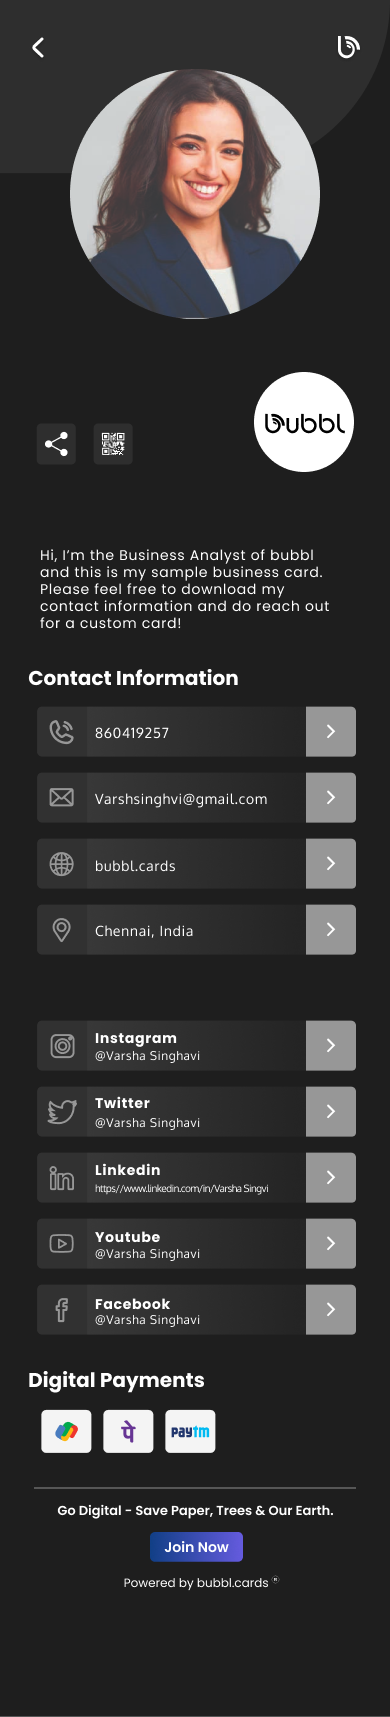 bubbl
Hi, I'm the Business Analyst of bubbl
and this is my sample business card.
Please feel free to download my
contact information and do reach out
for a custom card!
Contact Information
860419257
Varshsinghvi@gmail.com
bubbl.cards
Chennai, India
Instagram
@Varsha Singhavi
Twitter
@Varsha Singhavi
Linkedin
https//www.linkedin.com/in/Varsha Singvi
Youtube
@Varsha Singhavi
Facebook
@Varsha Singhavi
Digital Payments
पे
paytm
Go Digital - Save Paper, Trees & Our Earth.
Join Now
Powered by bubbl.cards